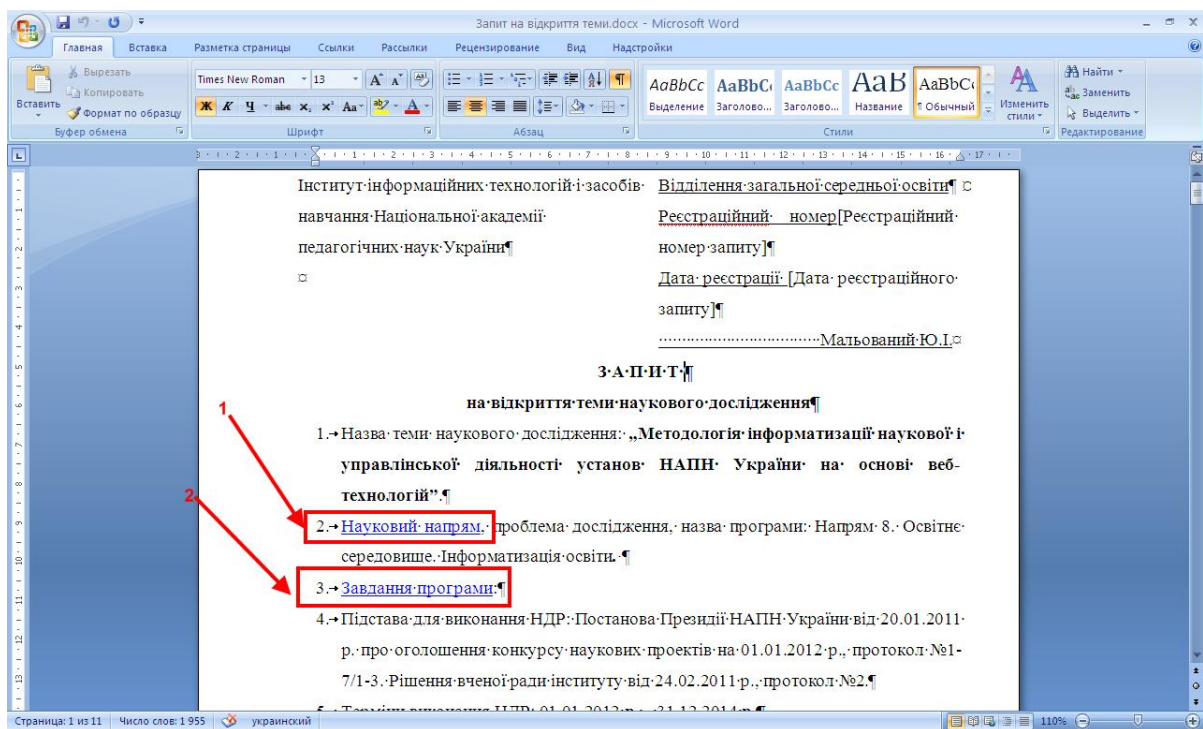 Запит на відкриття теми.docx - Microsoft Word
Главная Вставка Разметка страницы Ссылки Рассылки Рецензирование Вид Надстройки
Вставить
Вырезать
Копировать
Формат по образцу
Буфер обмена
Times New Roman 13
Шрифт
Абзац
AaBbCc AaBbC AaBbCc AaB AaBbC
Выделение Заголово... Заголово... Название ¶ Обычный
Изменить стили
Стили
Найти
Заменить
Выделить
Редактирование
Інститут·інформаційних·технологій·і·засобів·
навчання·Національної·академії·
педагогічних·наук·України¶
Відділення·загальної·середньої·освіти¶
Реєстраційний· номер[Реєстраційний·
номер·запиту]¶
Дата· реєстрації· [Дата· реєстраційного·
запиту]¶
Мальований·Ю.І.
З·А·П·И·Т·¶
на·відкриття·теми·наукового·дослідження¶
1.→Назва· теми· наукового· дослідження:· „Методологія· інформатизації· наукової· і·
управлінської· діяльності· установ· НАПН· України· на· основі· веб-
технологій”.¶
1
2
2.→Науковий· напрям,· проблема· дослідження,· назва· програми:· Напрям· 8.· Освітнє·
середовище.·Інформатизація·освіти.·¶
3.→Завдання·програми:¶
4.→Підстава·для·виконання·НДР:·Постанова·Президії·НАПН·України·від·20.01.2011·
р.·про·оголошення·конкурсу·наукових·проектів·на·01.01.2012·р.,·протокол·№1-
7/1-3.·Рішення·вченої·ради·інституту·від·24.02.2011·р.,·протокол·№2.¶
Страница: 1 из 11 Число слов: 1 955 украинский 110%